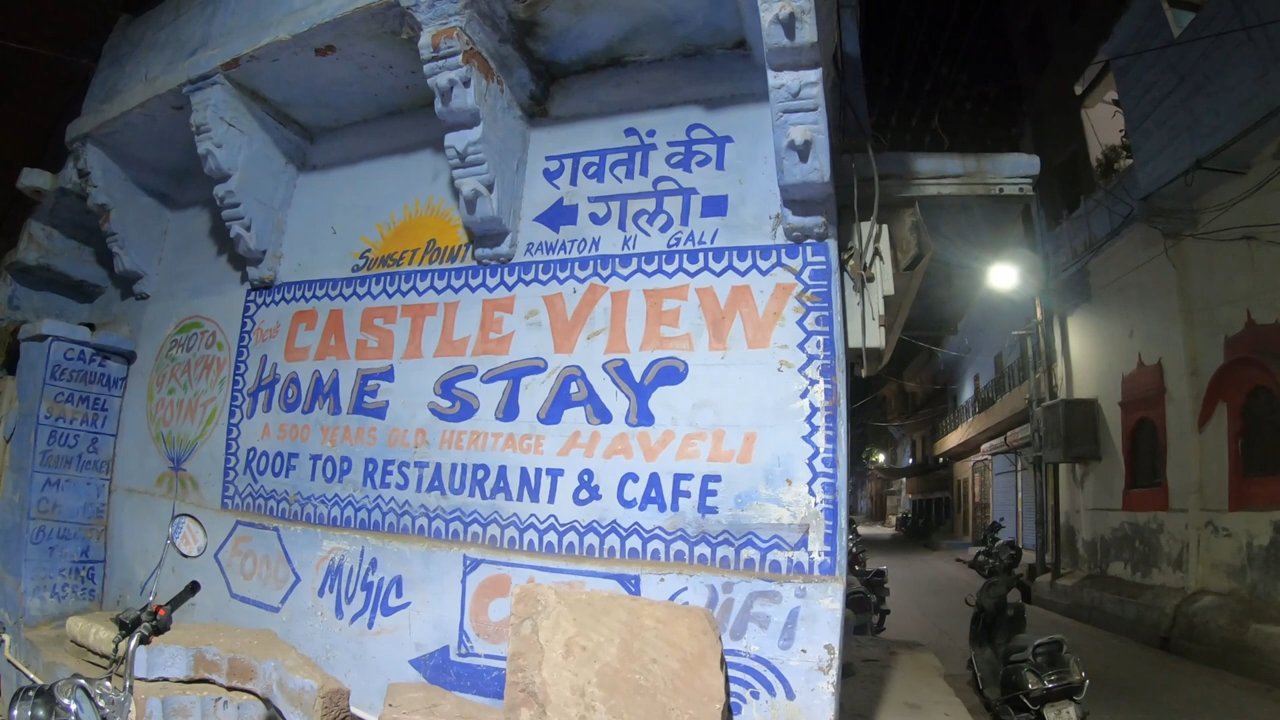 रावतों की
गली
RAWATON KI GALI
SUNSET POINT
Dev's
CASTLE VIEW
HOME STAY
A 500 YEARS OLD HERITAGE HAVELI
ROOF TOP RESTAURANT & CAFE
PHOTO
GRAPHY
POINT
CAFE
RESTAURANT
CAMEL
SAFARI
BUS &
TRAIN TICKET
FOOD
MUSIC
WiFi